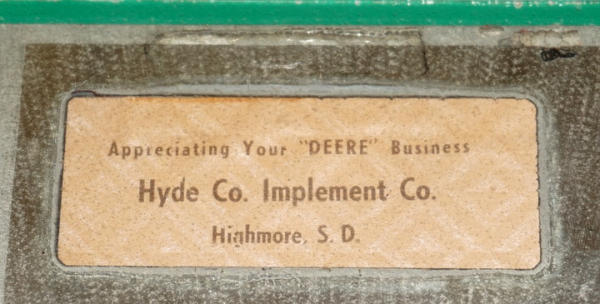 Appreciating Your "DEERE" Business
Hyde Co. Implement Co.
Highmore, S. D.